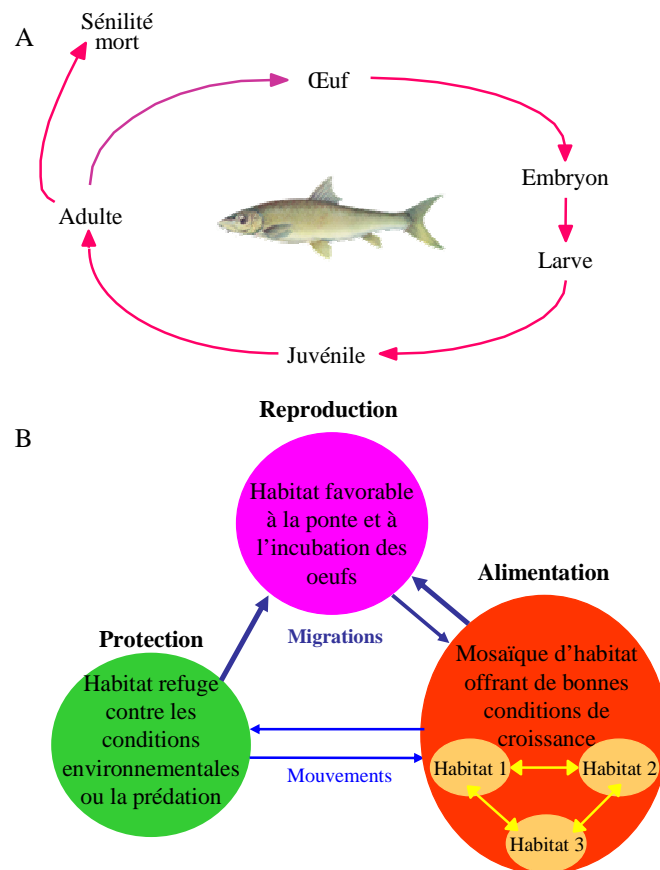 A
Sénilité
mort
Œuf
Embryon
Adulte
Larve
Juvénile
B
Reproduction
Habitat favorable
à la ponte et à
l’incubation des
oeufs
Alimentation
Migrations
Protection
Mosaïque d’habitat
offrant de bonnes
conditions de
croissance
Habitat refuge
contre les
conditions
environnementales
ou la prédation
Mouvements
Habitat 1
Habitat 2
Habitat 3